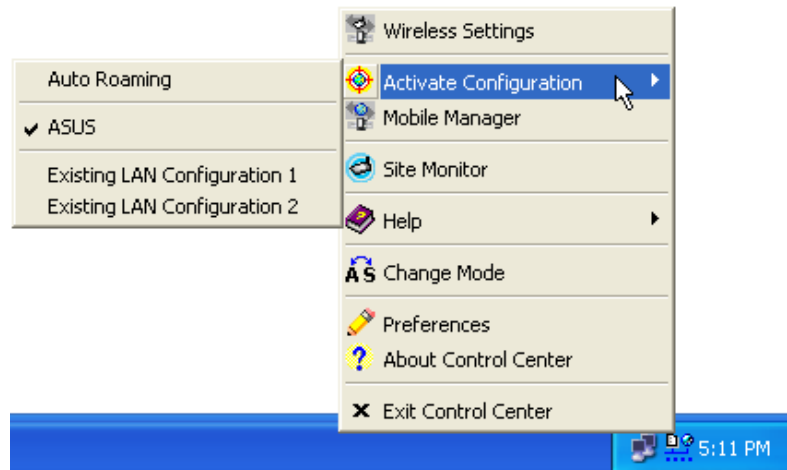 Wireless Settings
Activate Configuration
Mobile Manager
Site Monitor
Help
Change Mode
Preferences
About Control Center
Exit Control Center
Auto Roaming
ASUS
Existing LAN Configuration 1
Existing LAN Configuration 2
5:11 PM